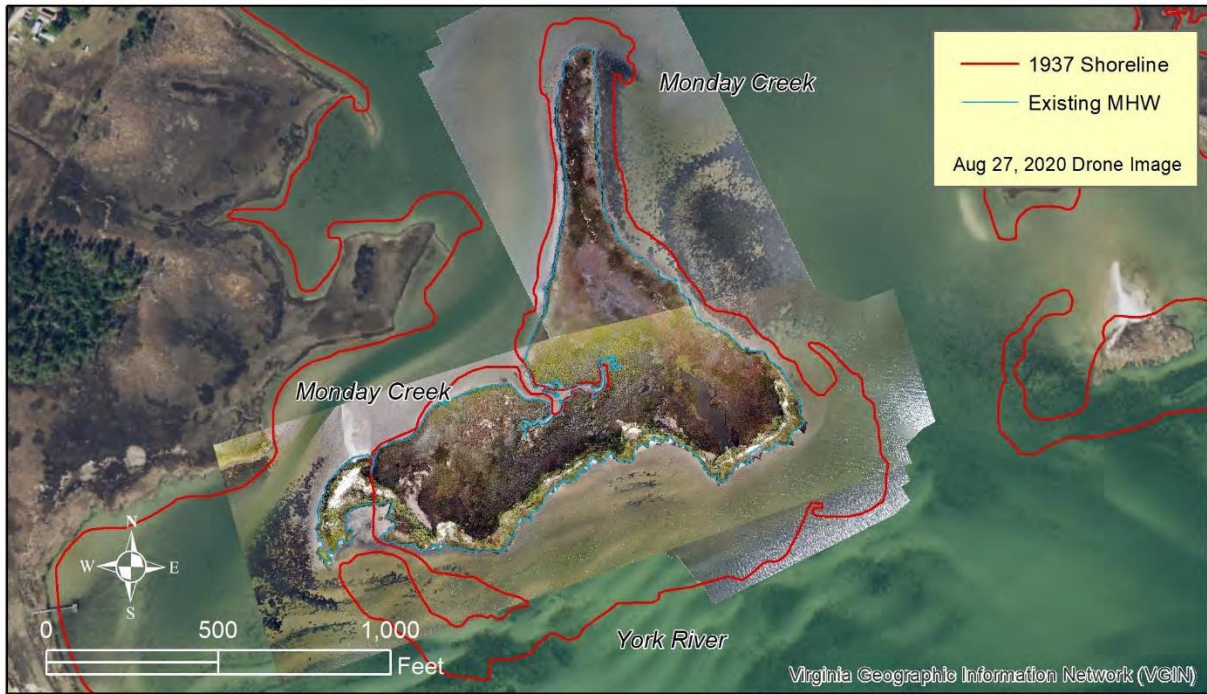 1937 Shoreline
Existing MHW
Aug 27, 2020 Drone Image
Monday Creek
Monday Creek
York River
N
W E
S
0 500 1,000
Feet
Virginia Geographic Information Network (VGIN)